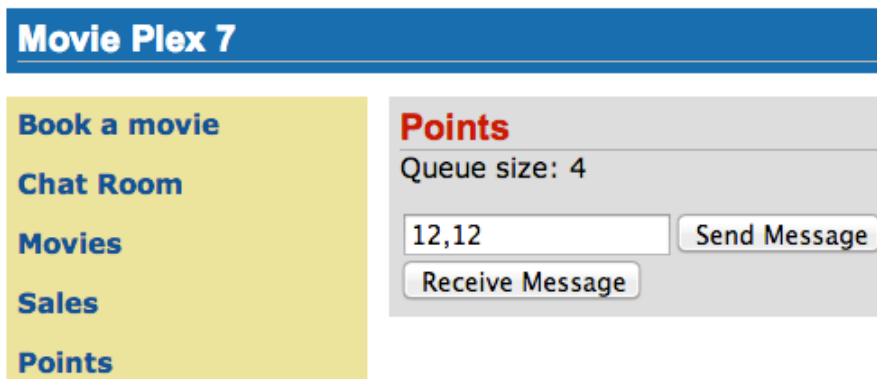 Movie Plex 7
Book a movie
Chat Room
Movies
Sales
Points
Points
Queue size: 4
12,12 Send Message
Receive Message